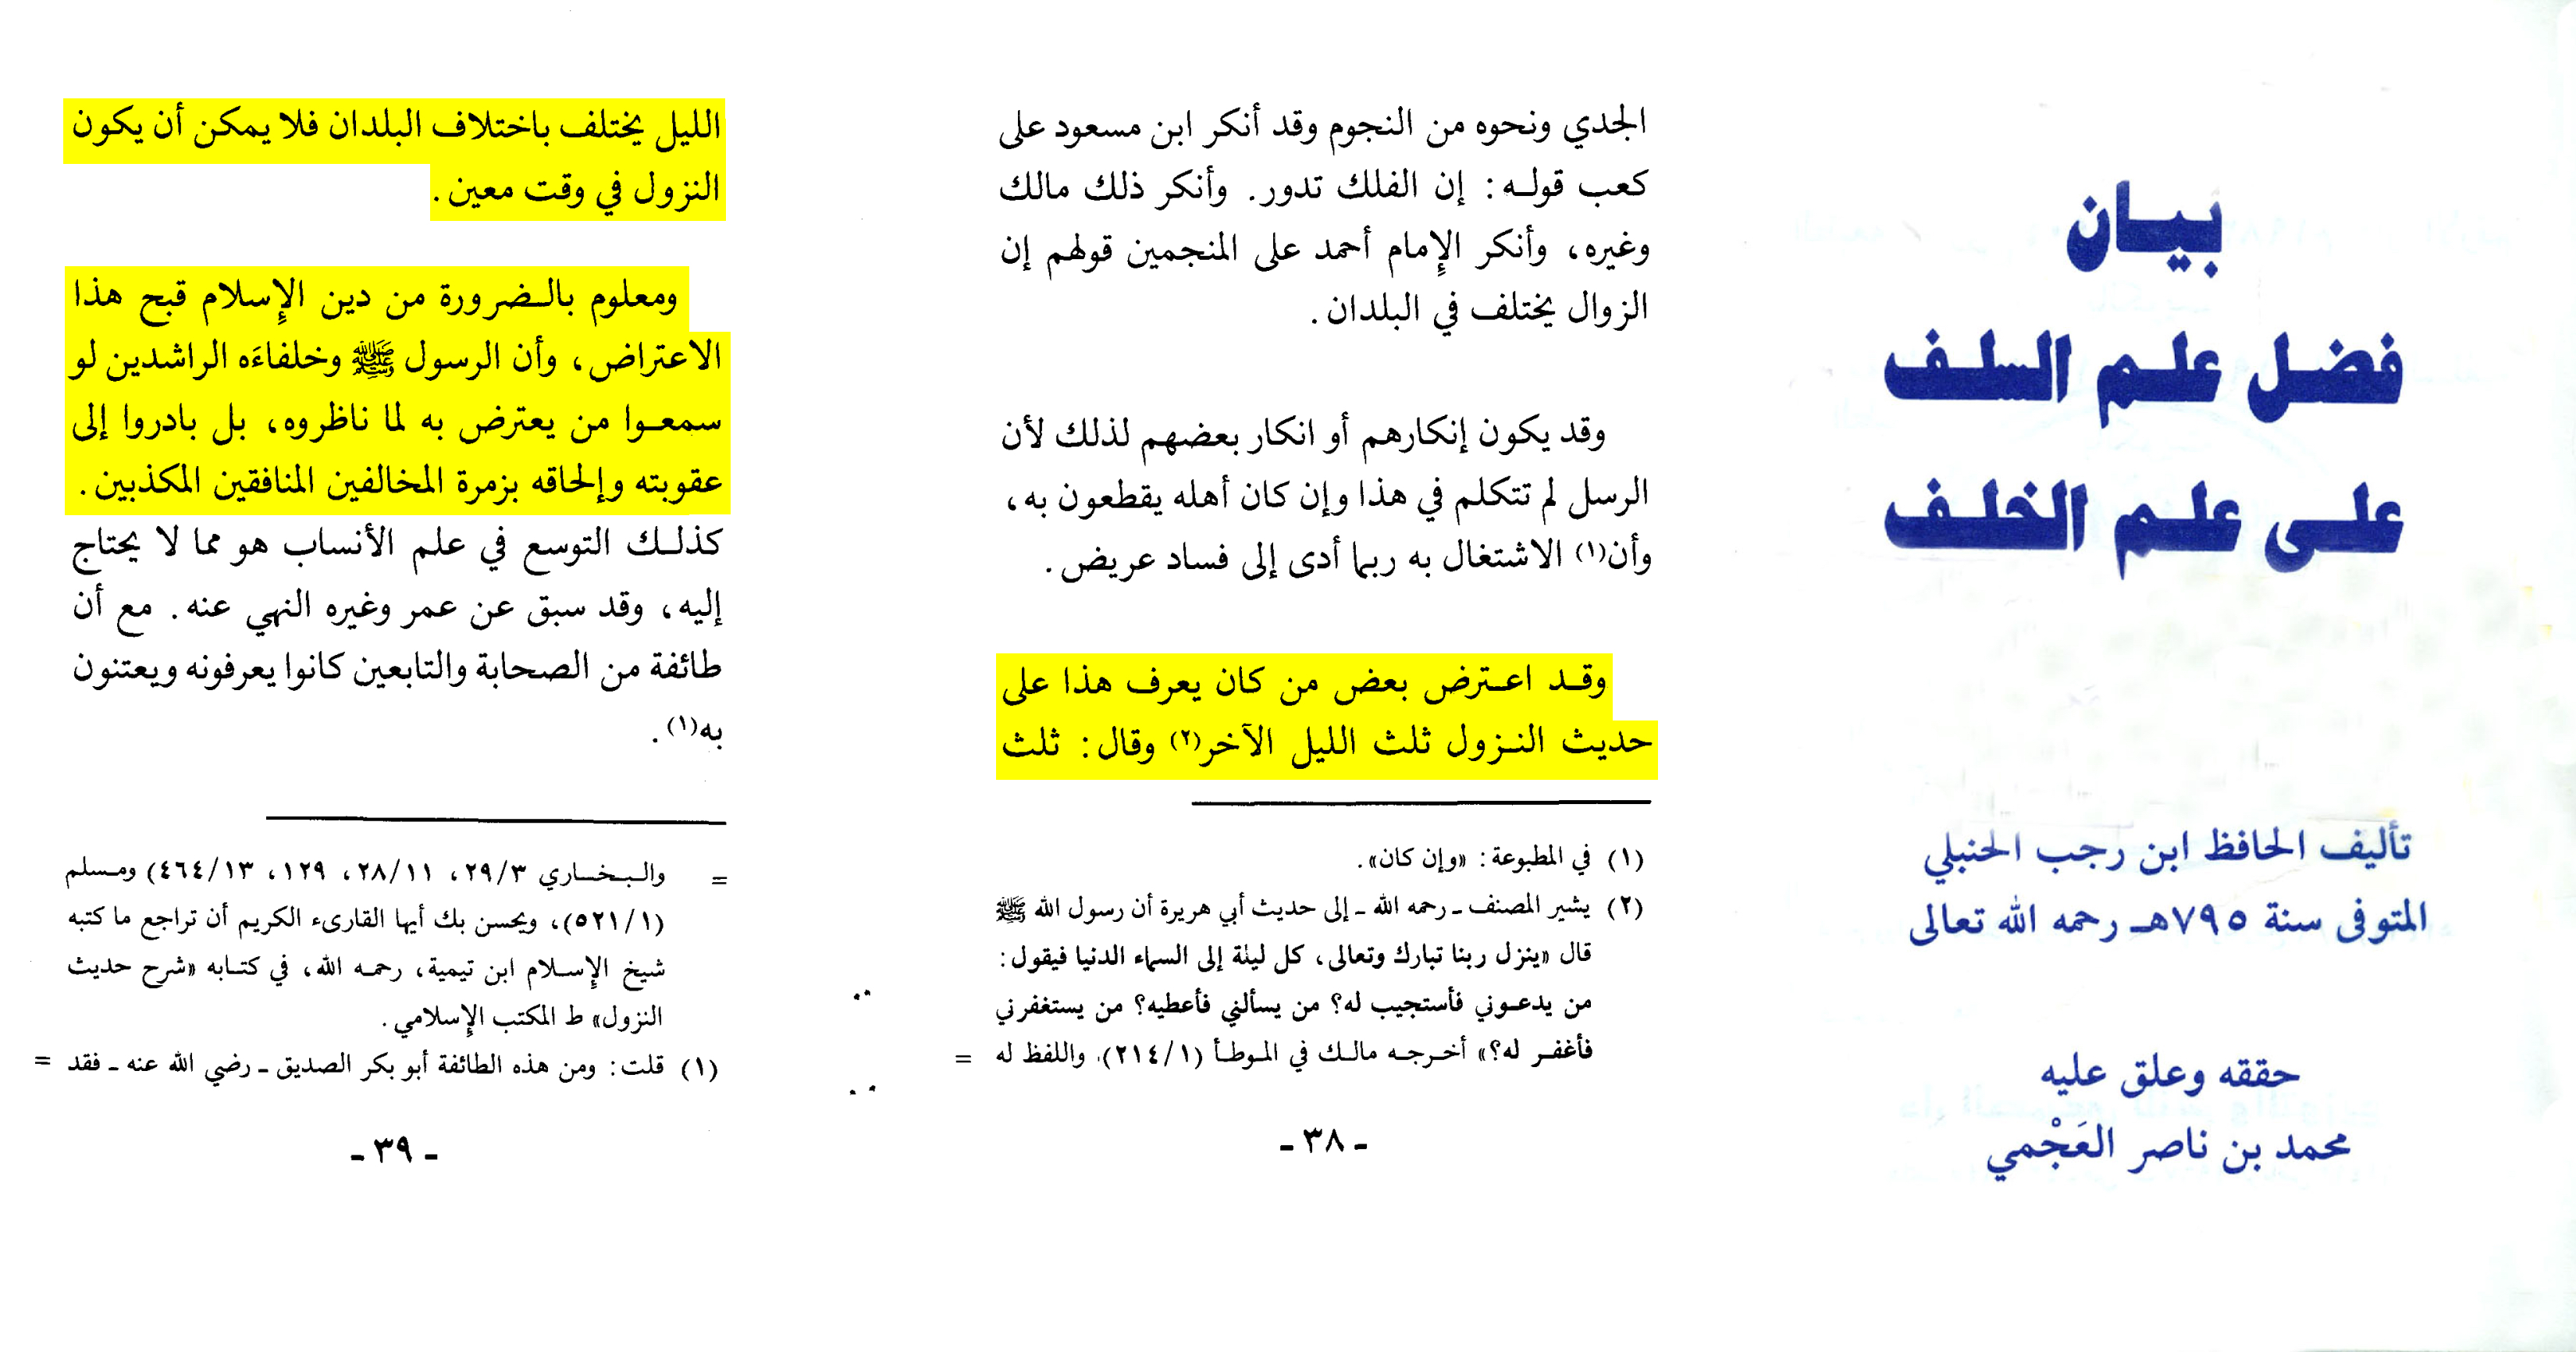 بيان
فضل علم السلف
على علم الخلف
تأليف الحافظ ابن رجب الحنبلي
المتوفى سنة ٧٩٥هـ رحمه الله تعالى
حققه وعلق عليه
محمد بن ناصر العَجْمي
الجدي ونحوه من النجوم وقد أنكر ابن مسعود على
كعب قوله: إن الفلك تدور. وأنكر ذلك مالك
وغيره، وأنكر الإمام أحمد على المنجمين قولهم إن
الزوال يختلف في البلدان.
وقد يكون إنكارهم أو انكار بعضهم لذلك لأن
الرسل لم تتكلم في هذا وإن كان أهله يقطعون به،
وأن(١) الاشتغال به ربما أدى إلى فساد عريض.
وقد اعترض بعض من كان يعرف هذا على
حديث النزول ثلث الليل الآخر(٢) وقال: ثلث
(١) في المطبوعة: «وإن كان».
(٢) يشير المصنف ـ رحمه الله ـ إلى حديث أبي هريرة أن رسول الله ﷺ
قال «ينزل ربنا تبارك وتعالى، كل ليلة إلى السماء الدنيا فيقول:
من يدعوني فأستجيب له؟ من يسألني فأعطيه؟ من يستغفرني
فأغفر له؟» أخرجه مالك في الموطأ (٢١٤/١)، واللفظ له =
ـ ٣٨ ـ
الليل يختلف باختلاف البلدان فلا يمكن أن يكون
النزول في وقت معين.
ومعلوم بالضرورة من دين الإسلام قبح هذا
الاعتراض، وأن الرسول ﷺ وخلفاءَه الراشدين لو
سمعوا من يعترض به لما ناظروه، بل بادروا إلى
عقوبته وإلحاقه بزمرة المخالفين المنافقين المكذبين.
كذلك التوسع في علم الأنساب هو مما لا يحتاج
إليه، وقد سبق عن عمر وغيره النهي عنه. مع أن
طائفة من الصحابة والتابعين كانوا يعرفونه ويعتنون
به(١).
= والبخاري ٢٩/٣، ٢٨/١١، ١٢٩، ٤٦٤/١٣) ومسلم
(٥٢١/١)، ويحسن بك أيها القارىء الكريم أن تراجع ما كتبه
شيخ الإسلام ابن تيمية، رحمه الله، في كتابه «شرح حديث
النزول» ط المكتب الإسلامي.
(١) قلت: ومن هذه الطائفة أبو بكر الصديق ـ رضي الله عنه ـ فقد =
ـ ٣٩ ـ